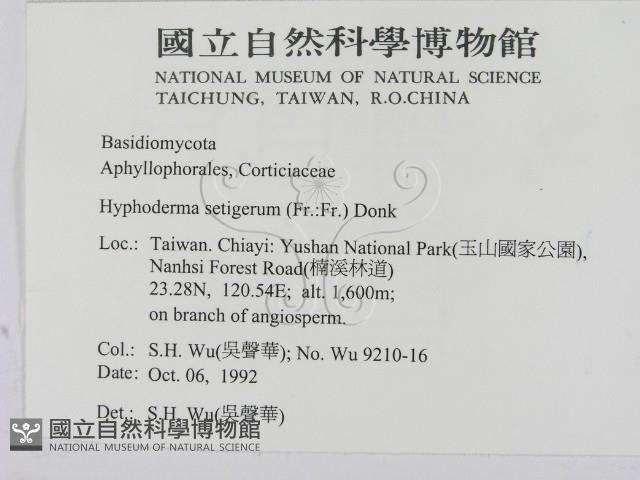 國立自然科學博物館
NATIONAL MUSEUM OF NATURAL SCIENCE
TAICHUNG, TAIWAN, R.O.CHINA
Basidiomycota
Aphyllophorales, Corticiaceae
Hyphoderma setigerum (Fr.:Fr.) Donk
Loc.: Taiwan. Chiayi: Yushan National Park(玉山國家公園),
Nanhsi Forest Road(楠溪林道)
23.28N, 120.54E; alt. 1,600m;
on branch of angiosperm.
Col.: S.H. Wu(吳聲華); No. Wu 9210-16
Date: Oct. 06, 1992
Det.: S.H. Wu(吳聲華)
國立自然科學博物館
NATIONAL MUSEUM OF NATURAL SCIENCE